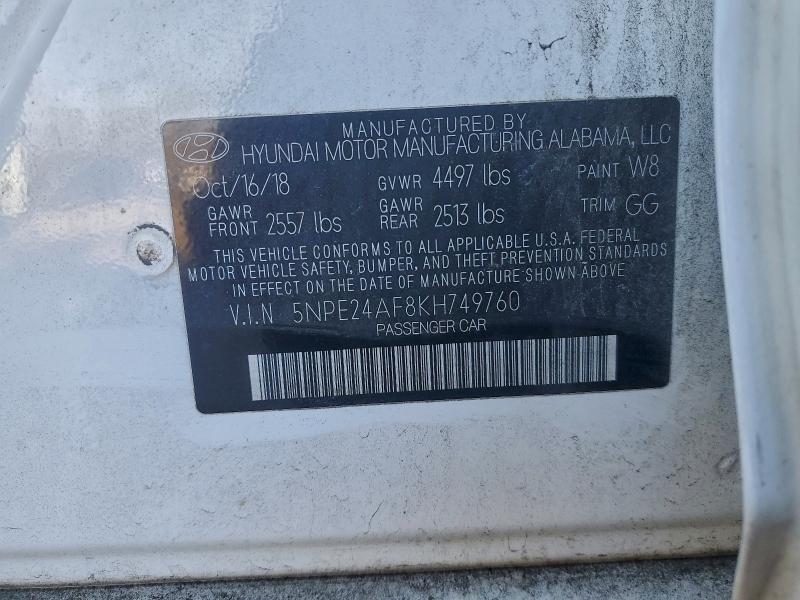 MANUFACTURED BY
HYUNDAI MOTOR MANUFACTURING ALABAMA, LLC
Oct/16/18 GVWR 4497 lbs PAINT W8
GAWR FRONT 2557 lbs GAWR REAR 2513 lbs TRIM GG
THIS VEHICLE CONFORMS TO ALL APPLICABLE U.S.A. FEDERAL
MOTOR VEHICLE SAFETY, BUMPER, AND THEFT PREVENTION STANDARDS
IN EFFECT ON THE DATE OF MANUFACTURE SHOWN ABOVE
V.I.N 5NPE24AF8KH749760
PASSENGER CAR